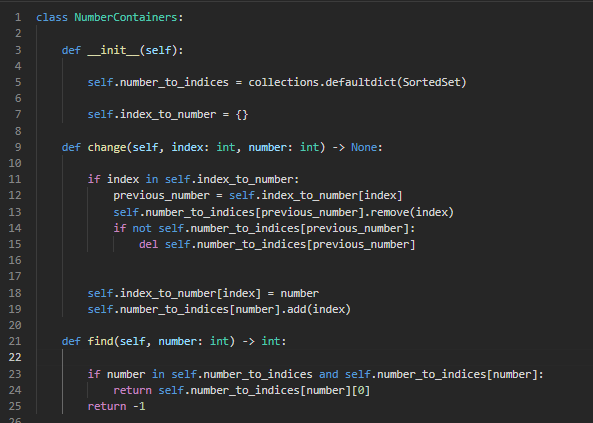 1 class NumberContainers:
2
3     def __init__(self):
4
5         self.number_to_indices = collections.defaultdict(SortedSet)
6
7         self.index_to_number = {}
8
9     def change(self, index: int, number: int) -> None:
10
11         if index in self.index_to_number:
12             previous_number = self.index_to_number[index]
13             self.number_to_indices[previous_number].remove(index)
14             if not self.number_to_indices[previous_number]:
15                 del self.number_to_indices[previous_number]
16
17
18         self.index_to_number[index] = number
19         self.number_to_indices[number].add(index)
20
21     def find(self, number: int) -> int:
22
23         if number in self.number_to_indices and self.number_to_indices[number]:
24             return self.number_to_indices[number][0]
25         return -1
26